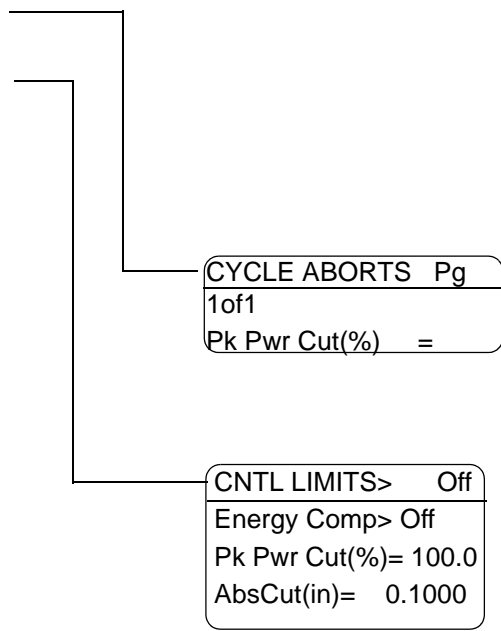 CYCLE ABORTS Pg
1of1
Pk Pwr Cut(%) =
CNTL LIMITS> Off
Energy Comp> Off
Pk Pwr Cut(%)= 100.0
AbsCut(in)= 0.1000